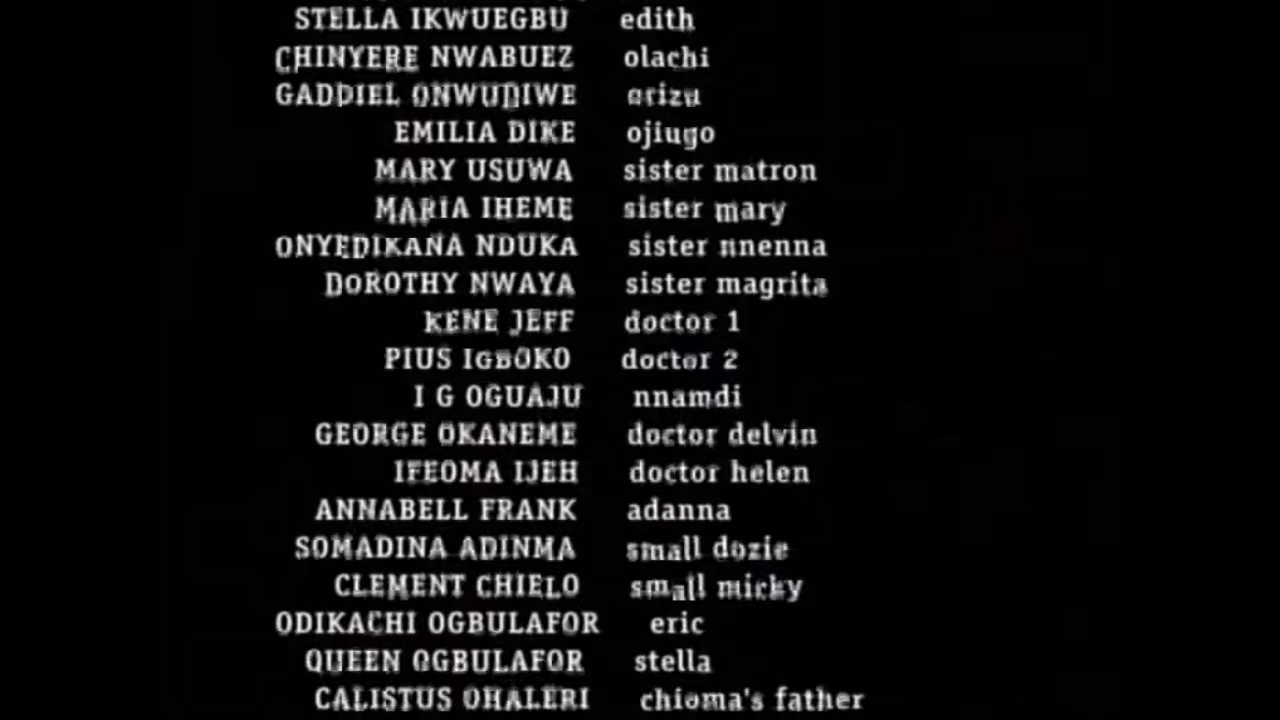 STELLA IKWUEGBU edith
CHINYERE NWABUEZ olachi
GADDIEL ONWUDIWE orizu
EMILIA DIKE ojiugo
MARY USUWA sister matron
MARIA IHEME sister mary
ONYEDIKANA NDUKA sister nnenna
DOROTHY NWAYA sister magrita
KENE JEFF doctor 1
PIUS IGBOKO doctor 2
I G OGUAJU nnamdi
GEORGE OKANEME doctor delvin
IFEOMA IJEH doctor helen
ANNABELL FRANK adanna
SOMADINA ADINMA small dozie
CLEMENT CHIELO small micky
ODIKACHI OGBULAFOR eric
QUEEN OGBULAFOR stella
CALISTUS OHALERI chioma's father